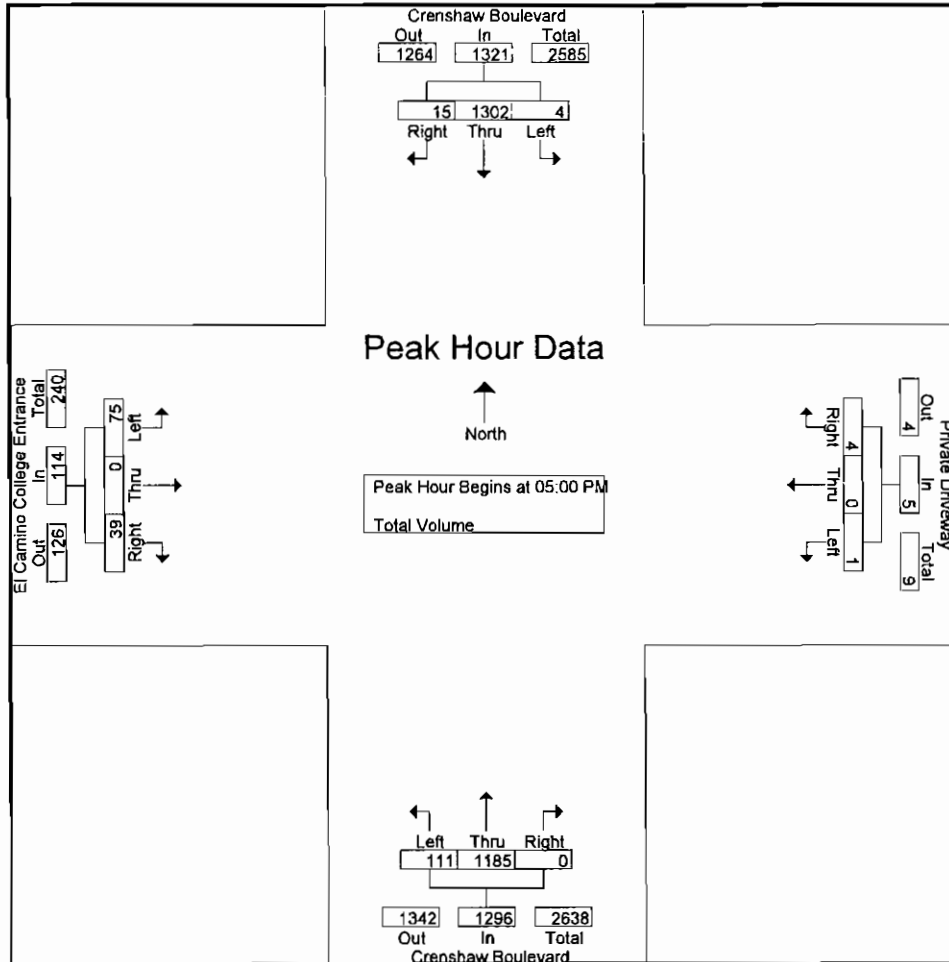 Crenshaw Boulevard
Out In Total
1264 1321 2585
15 1302 4
Right Thru Left
Peak Hour Data
North
Peak Hour Begins at 05:00 PM
Total Volume
El Camino College Entrance
Total In Out
240 114 126
75 0 39
Left Thru Right
Private Driveway
Out In Total
4 5 9
4 0 1
Right Thru Left
Left Thru Right
111 1185 0
1342 1296 2638
Out In Total
Crenshaw Boulevard